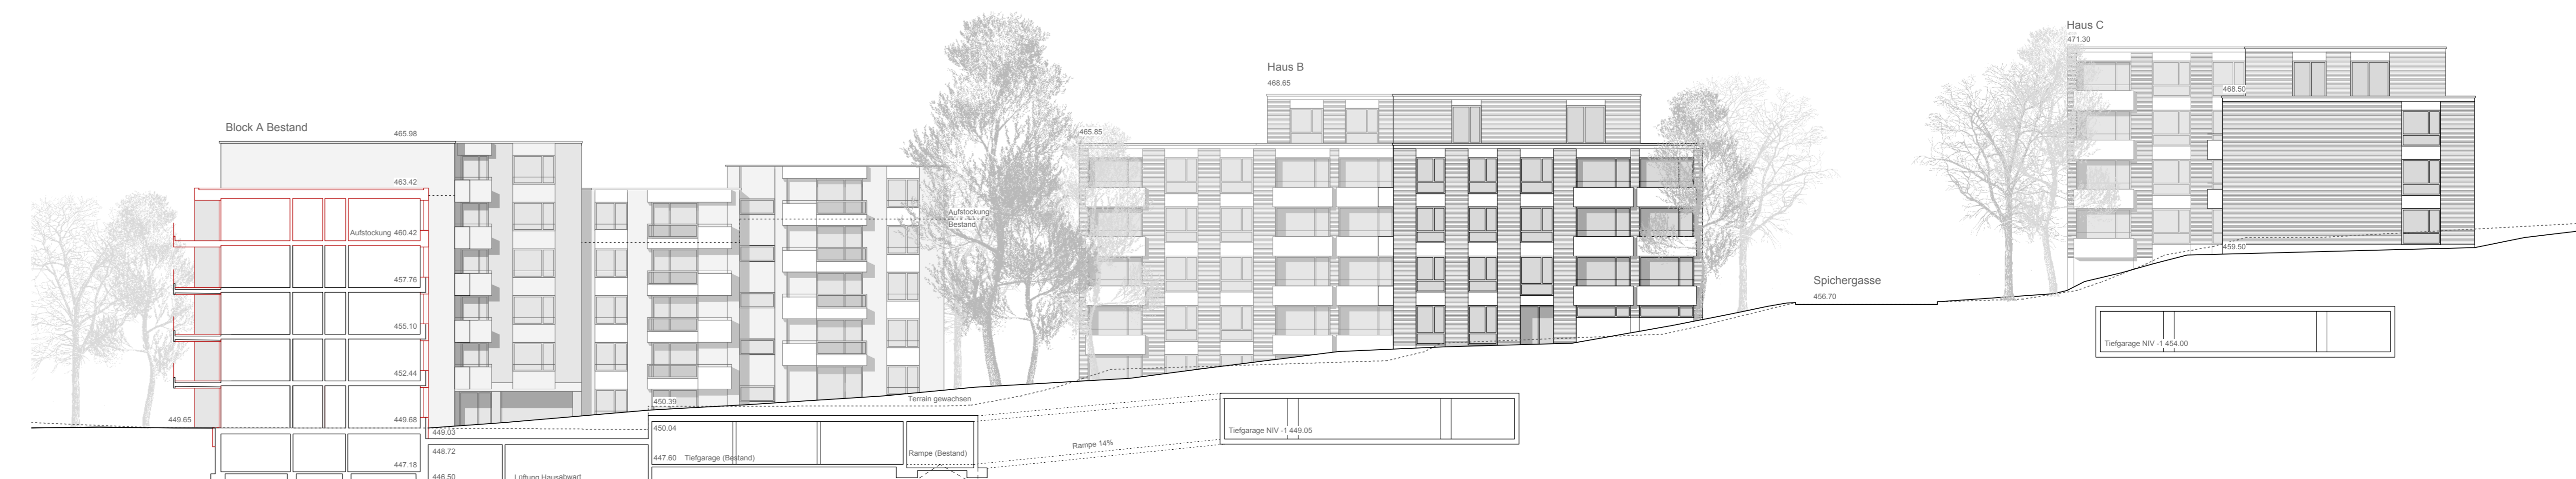 Haus C
471.30
Haus B
468.65
468.50
Block A Bestand
465.98
465.85
463.42
Aufstockung
Bestand
Aufstockung 460.42
459.50
457.76
Spichergasse
456.70
455.10
Tiefgarage NIV -1 454.00
452.44
Terrain gewachsen
450.39
449.65
449.68
449.03
450.04
Tiefgarage NIV -1 449.05
Rampe 14%
448.72
Rampe (Bestand)
447.60 Tiefgarage (Bestand)
447.18
446.50
Lüftung Hausabwart